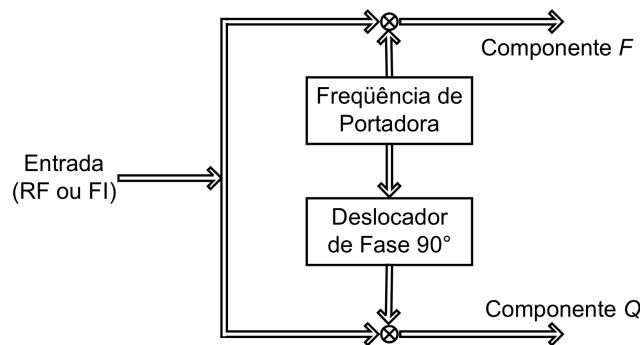 Componente F
Freqüência de
Portadora
Entrada
(RF ou FI)
Deslocador
de Fase 90°
Componente Q